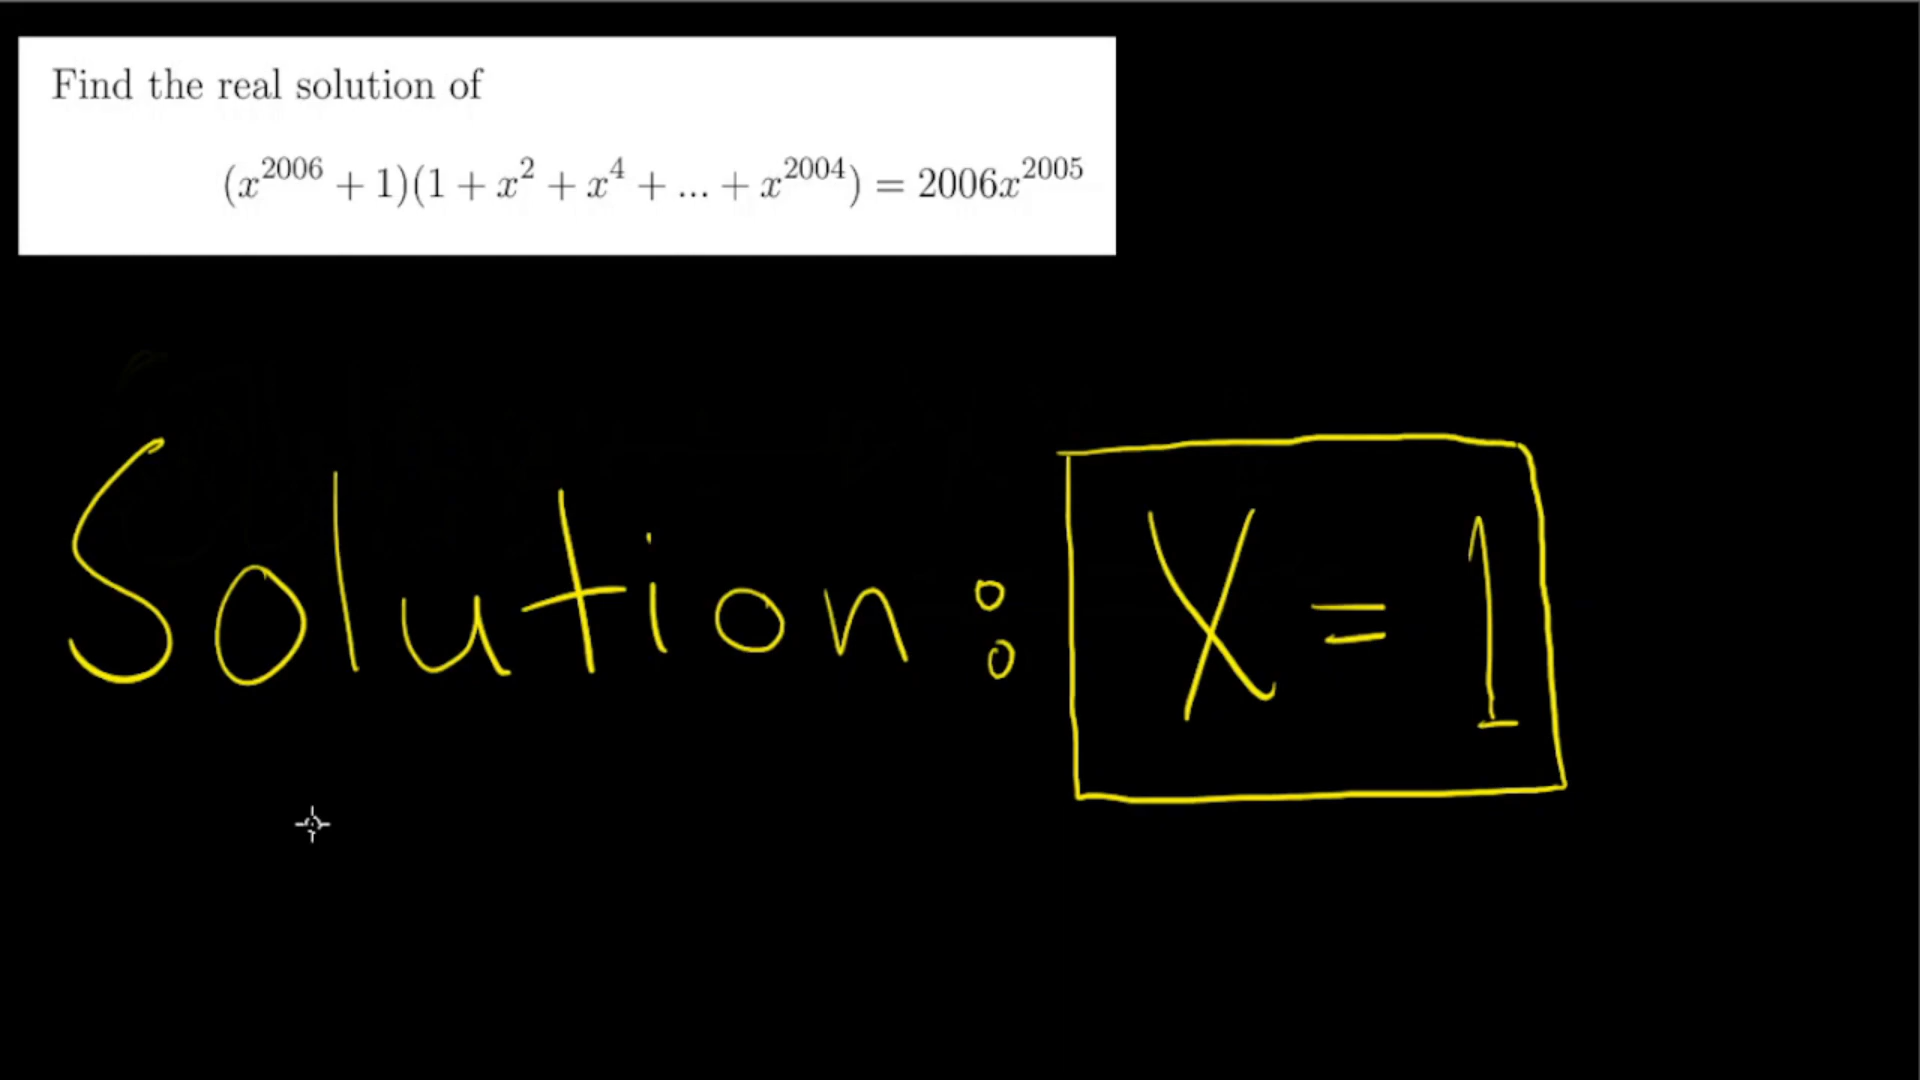 Find the real solution of
(x^2006 + 1)(1 + x^2 + x^4 + ... + x^2004) = 2006x^2005
Solution: X = 1